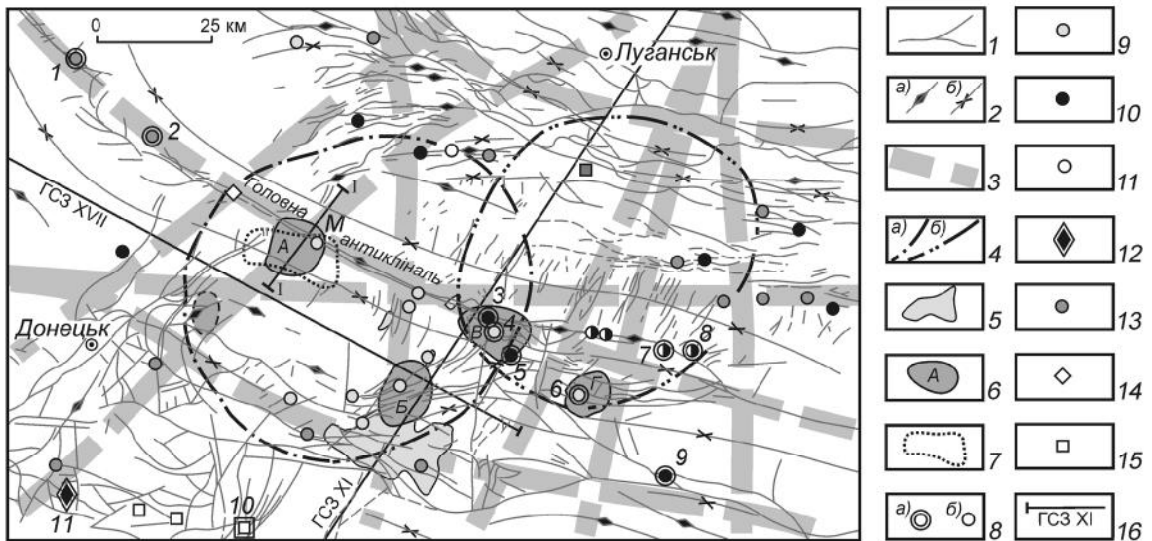 0 25 км
Луганськ
1
2
ГСЗ XVII
Головна
антикліналь
I
М
А
I
Донецьк
3
4
В
5
6
Г
7
8
Б
9
10
11
ГСЗ XI
1
а) б) 2
3
а) б) 4
5
А 6
7
а) б) 8
9
10
11
12
13
14
15
ГСЗ XI 16